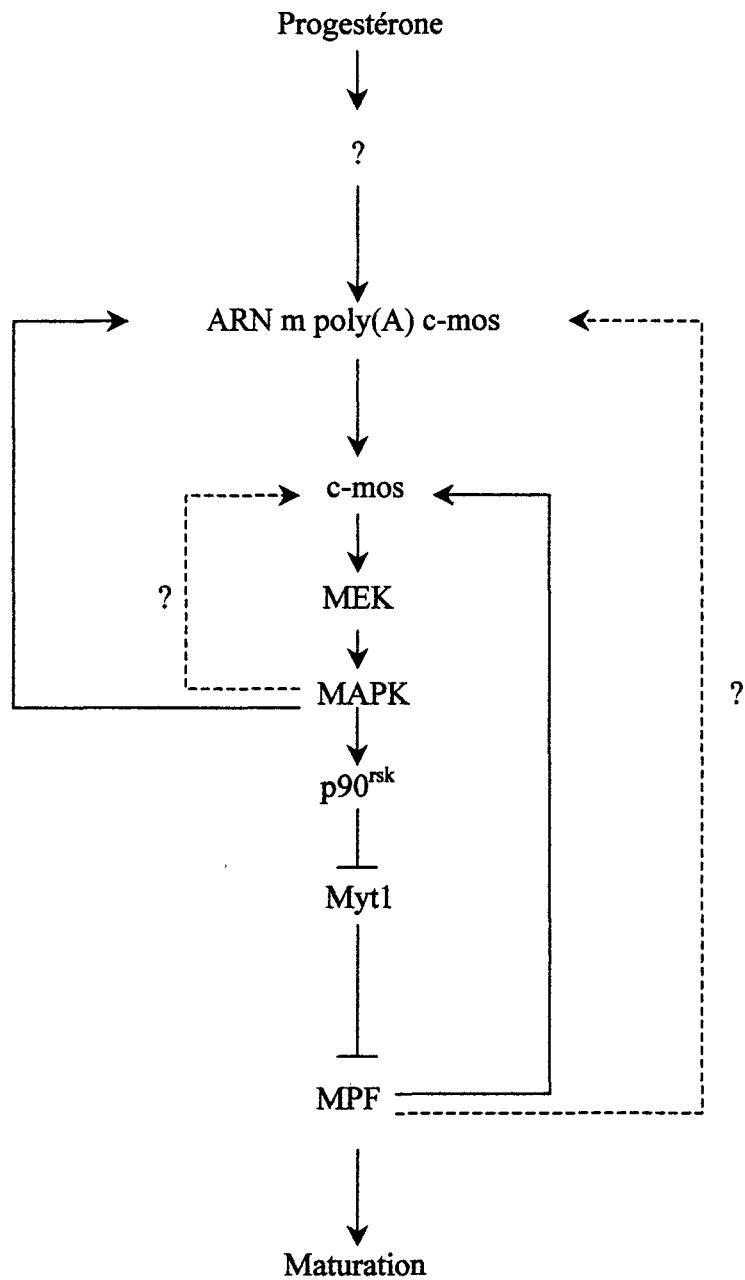 Progestérone
?
ARN m poly(A) c-mos
c-mos
?
MEK
MAPK
?
p90rsk
Myt1
MPF
Maturation